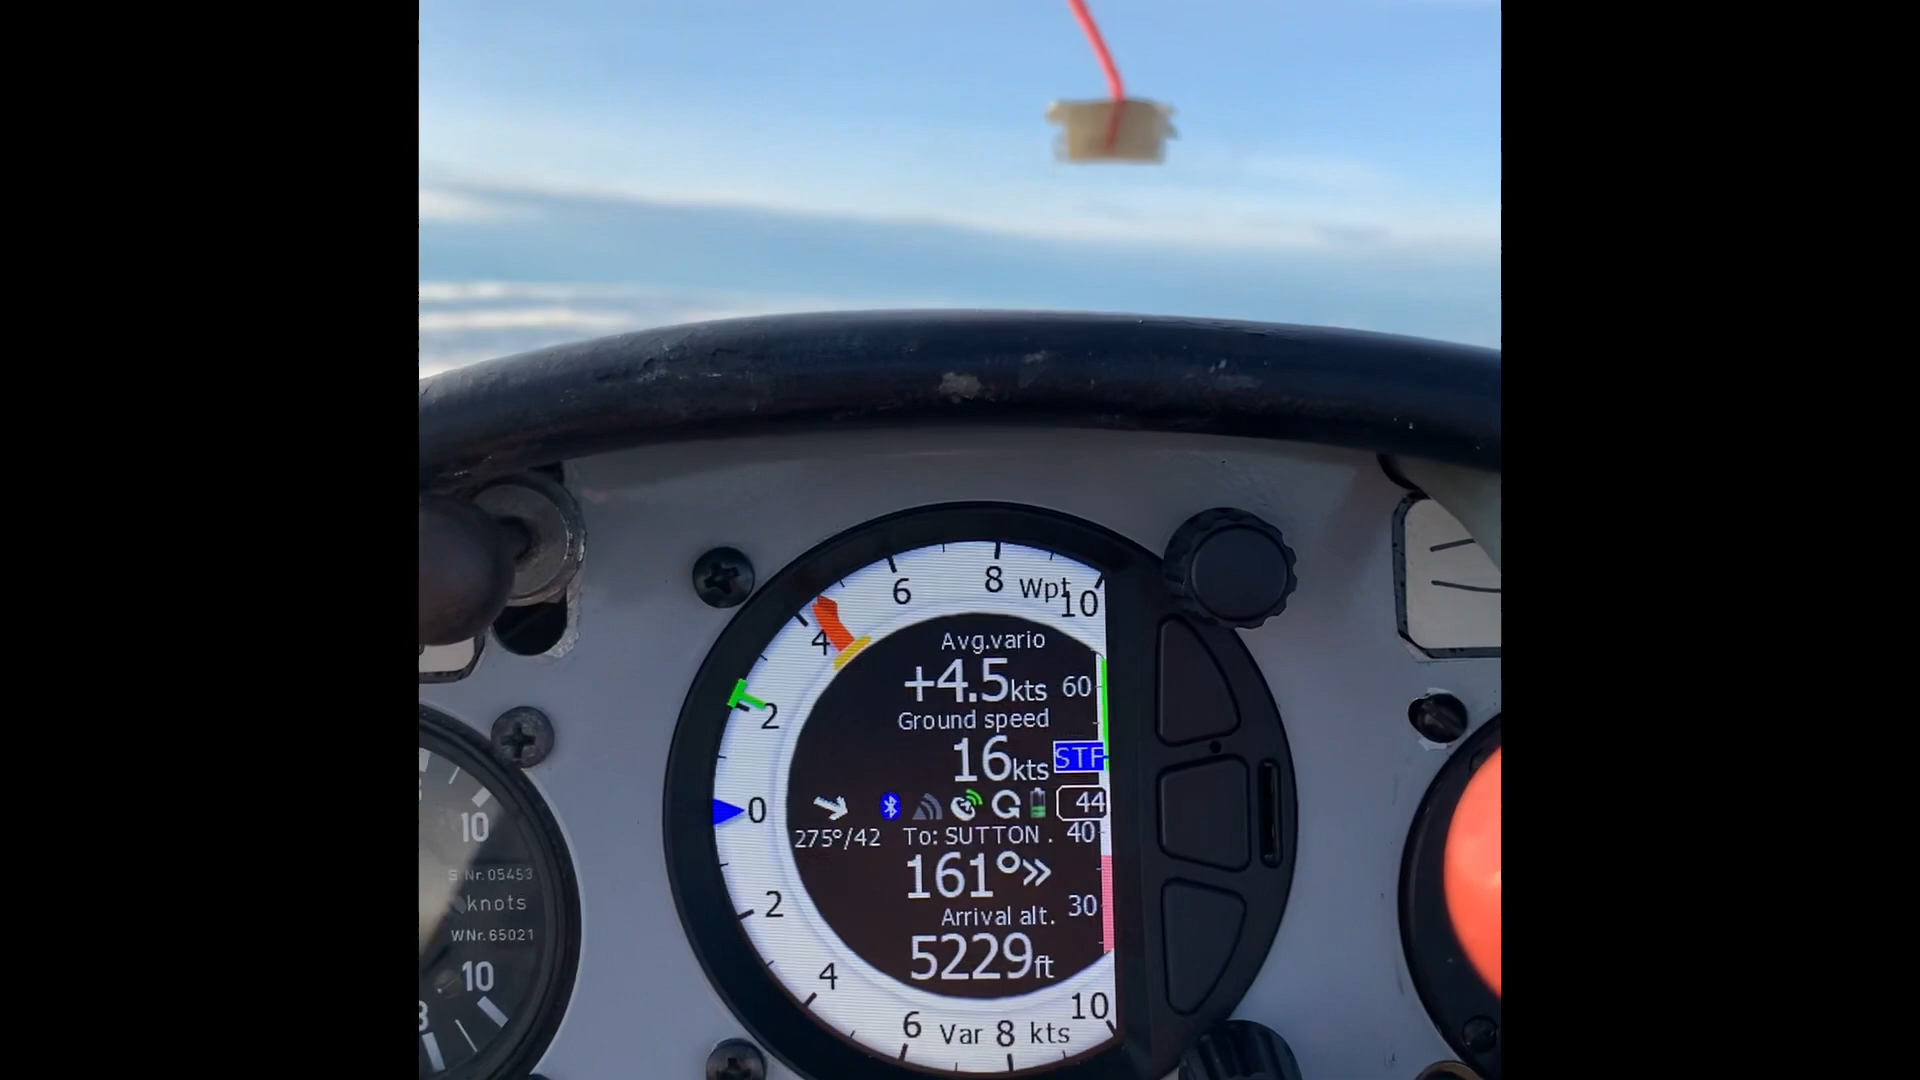 6
8
Wpt
10
4
2
0
2
4
6
Var
8
kts
10
Avg.vario
+4.5kts
60
Ground speed
16kts
STF
44
275°/42
To: SUTTON .
40
161°»
Arrival alt.
30
5229ft
10
S Nr.05453
knots
WNr.65021
10
8